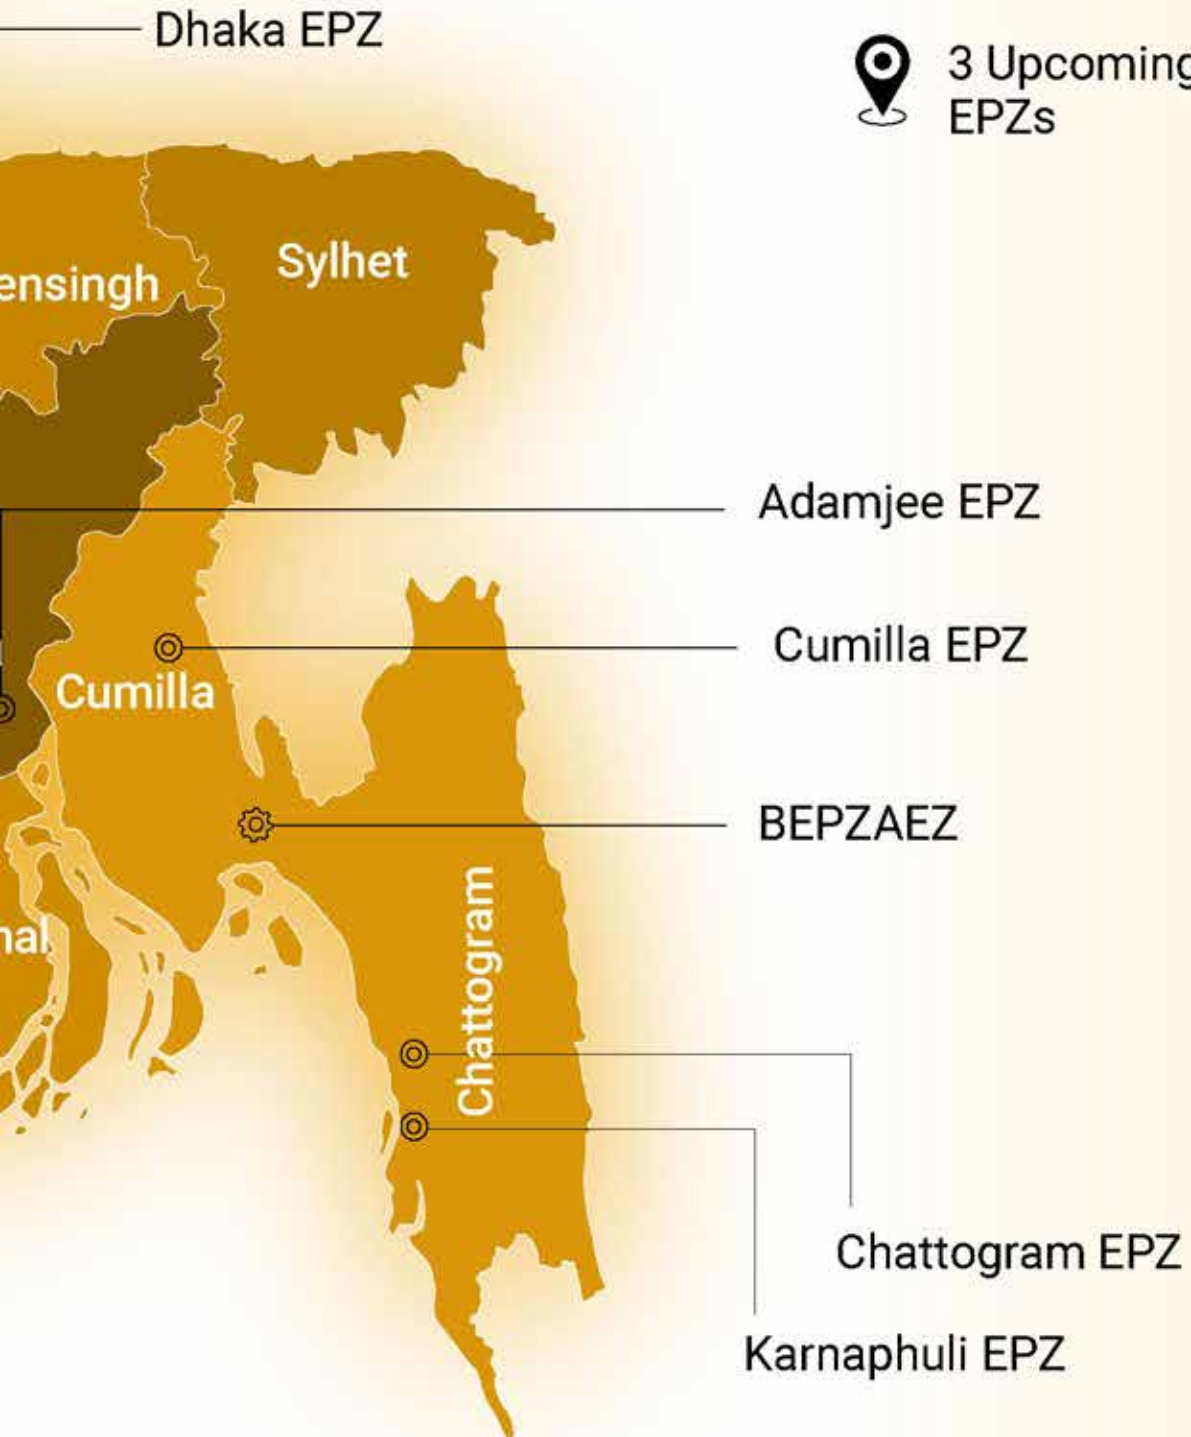 Dhaka EPZ
3 Upcoming
EPZs
Sylhet
ensingh
Adamjee EPZ
Cumilla EPZ
Cumilla
BEPZAEZ
Chattogram
nal
Chattogram EPZ
Karnaphuli EPZ